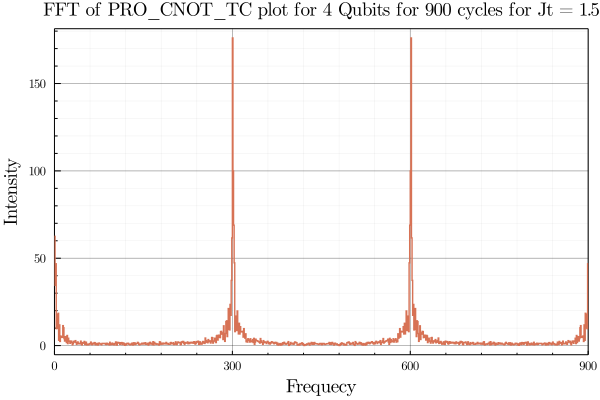 FFT of PRO_CNOT_TC plot for 4 Qubits for 900 cycles for Jt = 1.5
Intensity
150
100
50
0
0 300 600 900
Frequecy